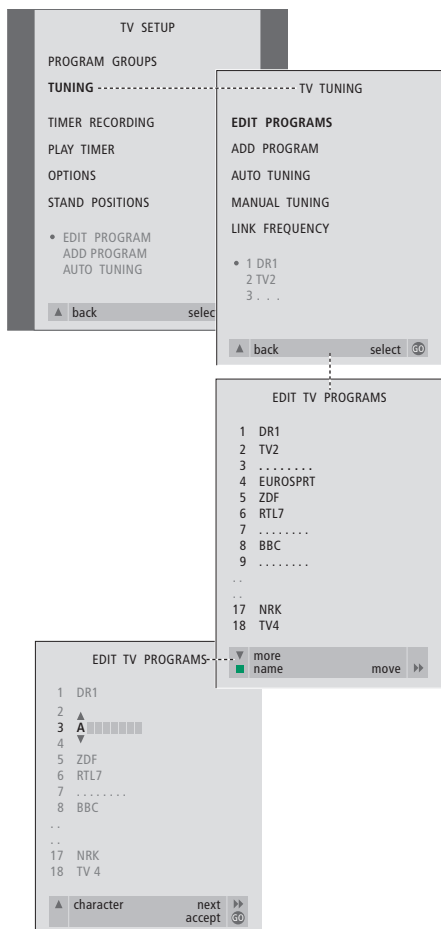 TV SETUP
PROGRAM GROUPS
TUNING
TIMER RECORDING
PLAY TIMER
OPTIONS
STAND POSITIONS
• EDIT PROGRAM
ADD PROGRAM
AUTO TUNING
▲ back selec
TV TUNING
EDIT PROGRAMS
ADD PROGRAM
AUTO TUNING
MANUAL TUNING
LINK FREQUENCY
• 1 DR1
2 TV2
3 . . .
▲ back select GO
EDIT TV PROGRAMS
1 DR1
2 TV2
3 . . . . . . . .
4 EUROSPRT
5 ZDF
6 RTL7
7 . . . . . . . .
8 BBC
9 . . . . . . . .
. .
. .
17 NRK
18 TV4
▼ more
name move ▶▶
EDIT TV PROGRAMS
1 DR1
2
3 A
4
5 ZDF
6 RTL7
7 . . . . . . . .
8 BBC
. .
. .
17 NRK
18 TV 4
▲ character next ▶▶
accept GO